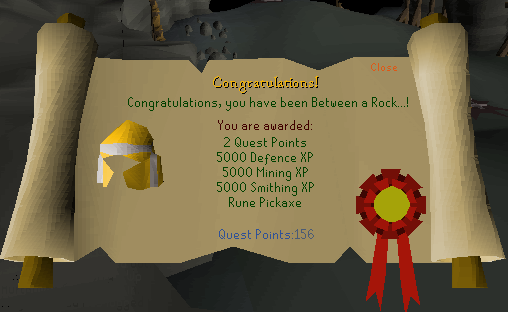 Close
Congratulations!
Congratulations, you have been Between a Rock...!
You are awarded:
2 Quest Points
5000 Defence XP
5000 Mining XP
5000 Smithing XP
Rune Pickaxe
Quest Points:156